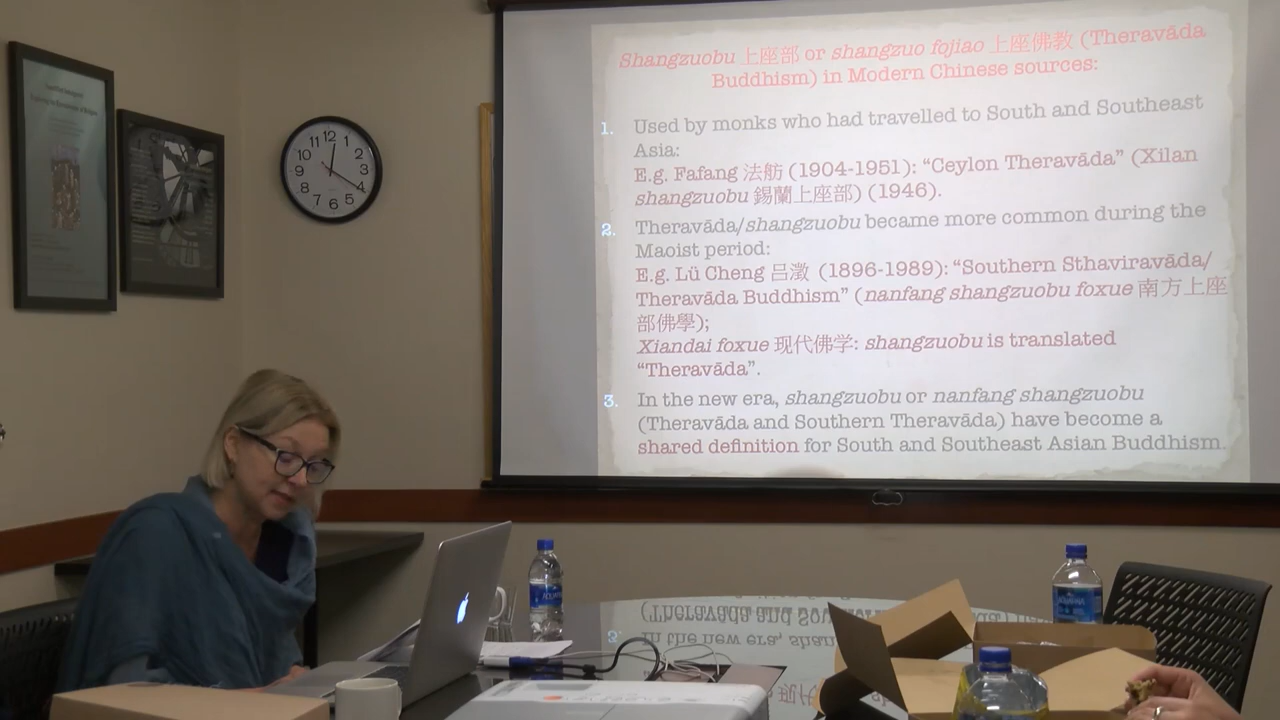 Shangzuobu 上座部 or shangzuo fojiao 上座佛教 (Theravāda
Buddhism) in Modern Chinese sources:
1. Used by monks who had travelled to South and Southeast
Asia:
E.g. Fafang 法舫 (1904-1951): “Ceylon Theravāda” (Xilan
shangzuobu 錫蘭上座部) (1946).
2. Theravāda/shangzuobu became more common during the
Maoist period:
E.g. Lü Cheng 吕澂 (1896-1989): “Southern Sthaviravāda/
Theravāda Buddhism” (nanfang shangzuobu foxue 南方上座
部佛學);
Xiandai foxue 现代佛学: shangzuobu is translated
“Theravāda”.
3. In the new era, shangzuobu or nanfang shangzuobu
(Theravāda and Southern Theravāda) have become a
shared definition for South and Southeast Asian Buddhism.
12
1
2
3
4
5
6
7
8
9
10
11
AQUAFINA